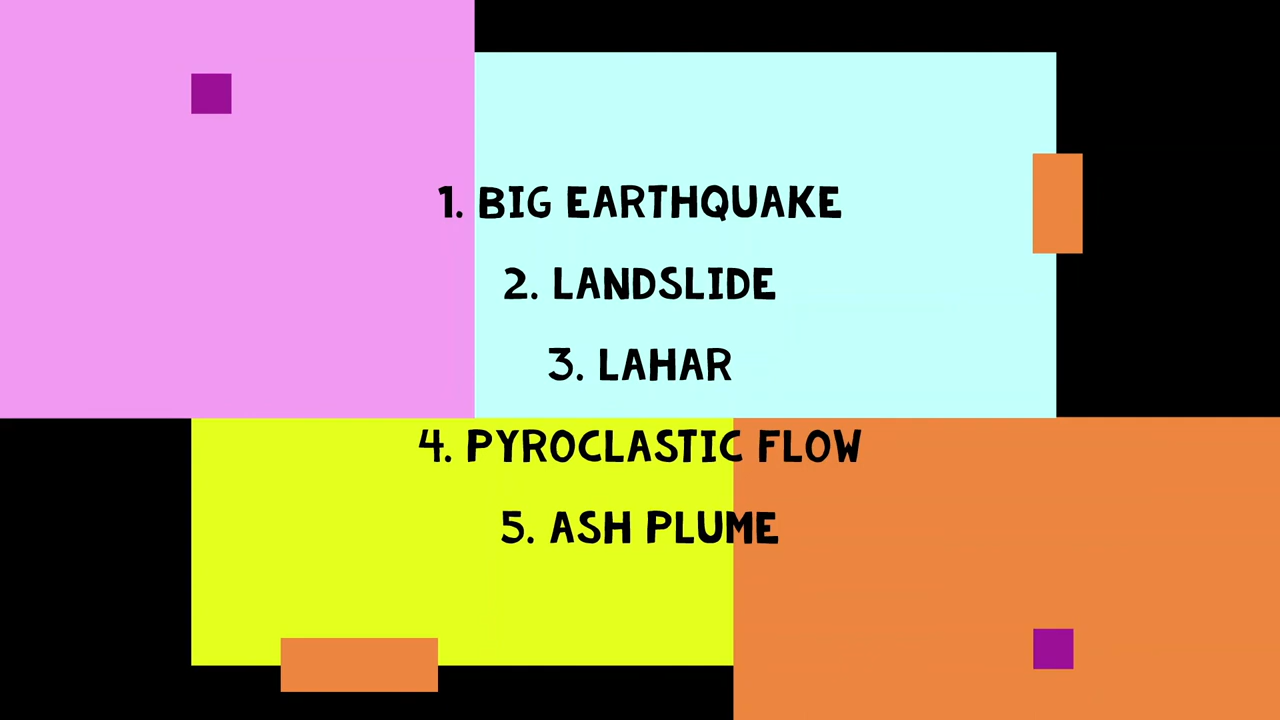 1. BIG EARTHQUAKE
2. LANDSLIDE
3. LAHAR
4. PYROCLASTIC FLOW
5. ASH PLUME